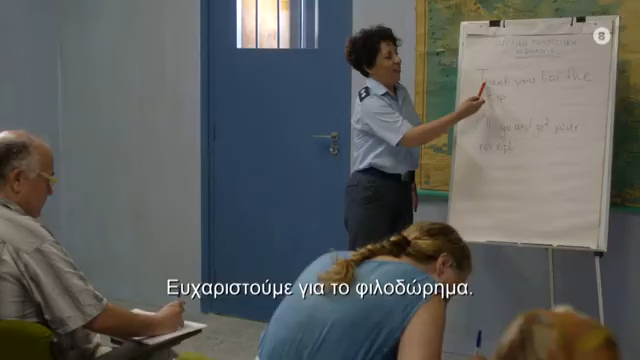 Thank you for the
tip
go and get your
receipt
Ευχαριστούμε για το φιλοδώρημα.